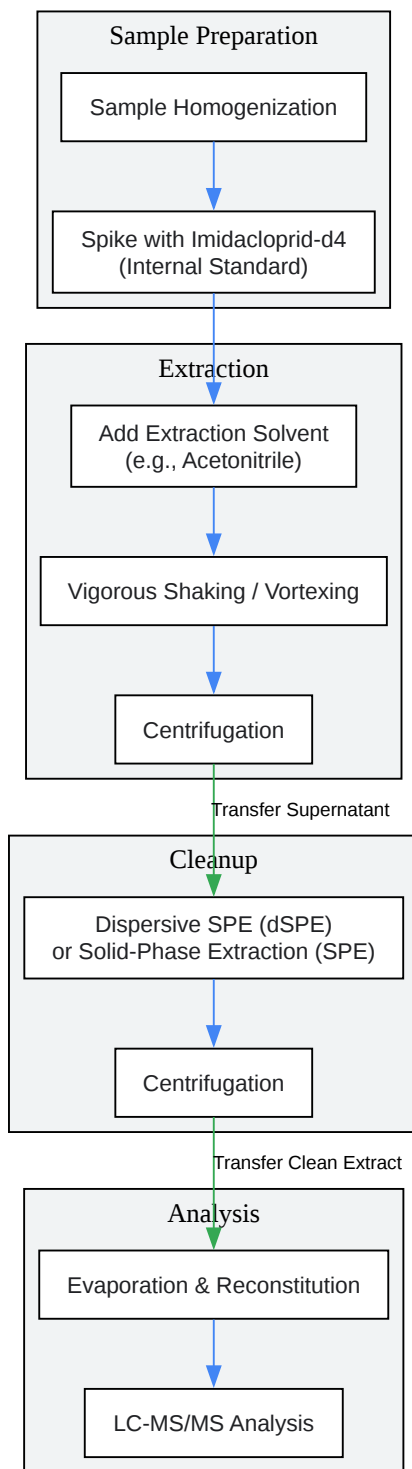 Sample Preparation
Sample Homogenization
Spike with Imidacloprid-d4
(Internal Standard)
Extraction
Add Extraction Solvent
(e.g., Acetonitrile)
Vigorous Shaking / Vortexing
Centrifugation
Transfer Supernatant
Cleanup
Dispersive SPE (dSPE)
or Solid-Phase Extraction (SPE)
Centrifugation
Transfer Clean Extract
Analysis
Evaporation & Reconstitution
LC-MS/MS Analysis